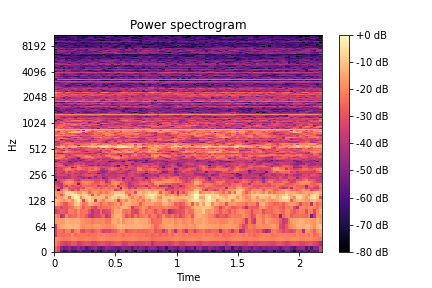 Power spectrogram
8192
4096
2048
1024
512
256
128
64
0
Hz
0
0.5
1
1.5
2
Time
+0 dB
-10 dB
-20 dB
-30 dB
-40 dB
-50 dB
-60 dB
-70 dB
-80 dB